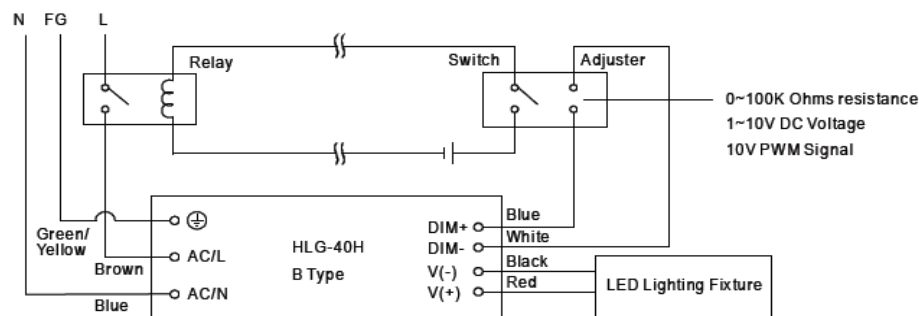 N FG L
Relay
Switch
Adjuster
0~100K Ohms resistance
1~10V DC Voltage
10V PWM Signal
Green/
Yellow
Brown
Blue
AC/L
AC/N
HLG-40H
B Type
DIM+
DIM-
V(-)
V(+)
Blue
White
Black
Red
LED Lighting Fixture